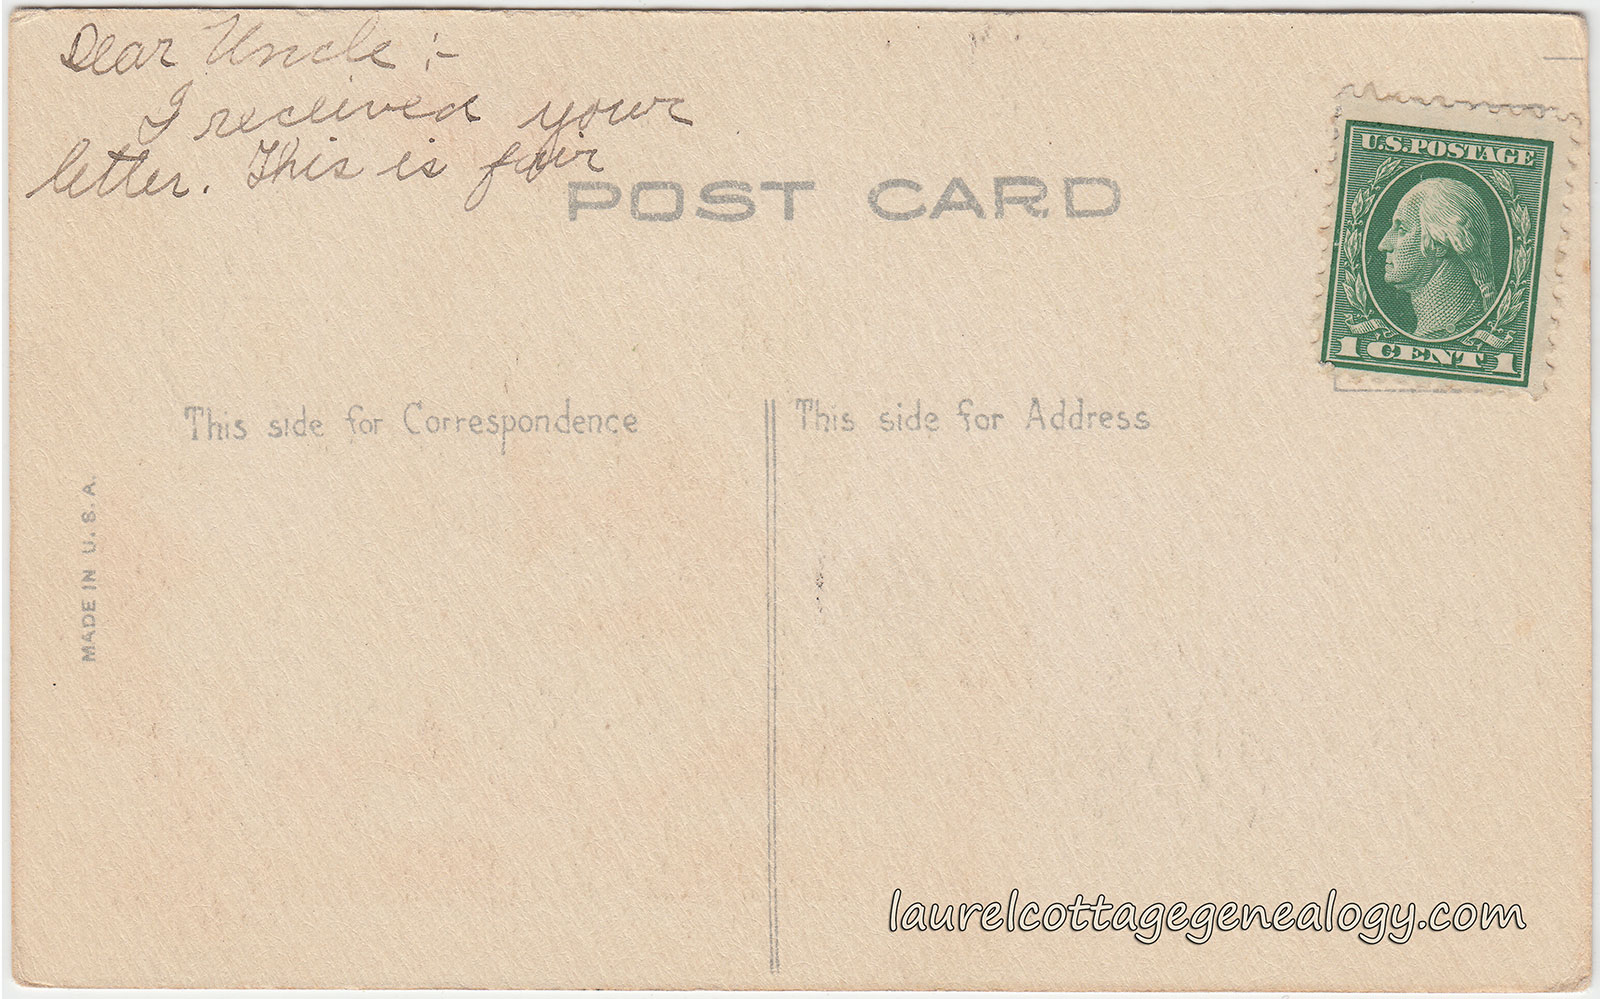 Dear Uncle :-
I received your
letter. This is fair
POST CARD
U.S. POSTAGE
1 CENT 1
This side for Correspondence
This side for Address
MADE IN U. S. A.
laurelcottagegenealogy.com